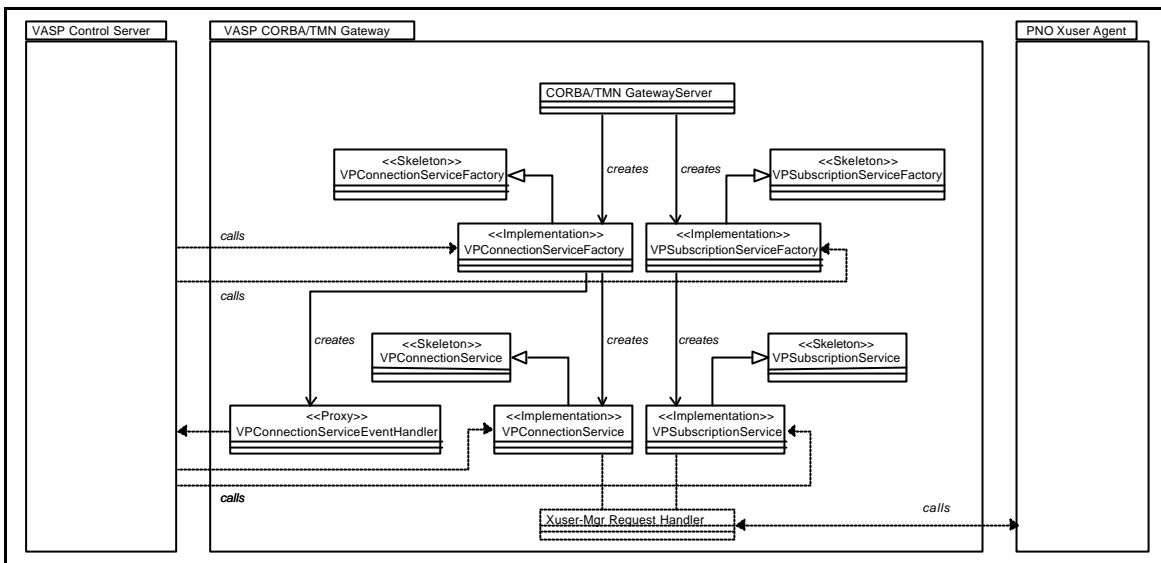 VASP Control Server
VASP CORBA/TMN Gateway
PNO Xuser Agent
CORBA/TMN GatewayServer
<<Skeleton>>
VPConnectionServiceFactory
creates
creates
<<Skeleton>>
VPSubscriptionServiceFactory
calls
<<Implementation>>
VPConnectionServiceFactory
<<Implementation>>
VPSubscriptionServiceFactory
calls
creates
<<Skeleton>>
VPConnectionService
creates
creates
<<Skeleton>>
VPSubscriptionService
<<Proxy>>
VPConnectionServiceEventHandler
<<Implementation>>
VPConnectionService
<<Implementation>>
VPSubscriptionService
calls
Xuser-Mgr Request Handler
calls